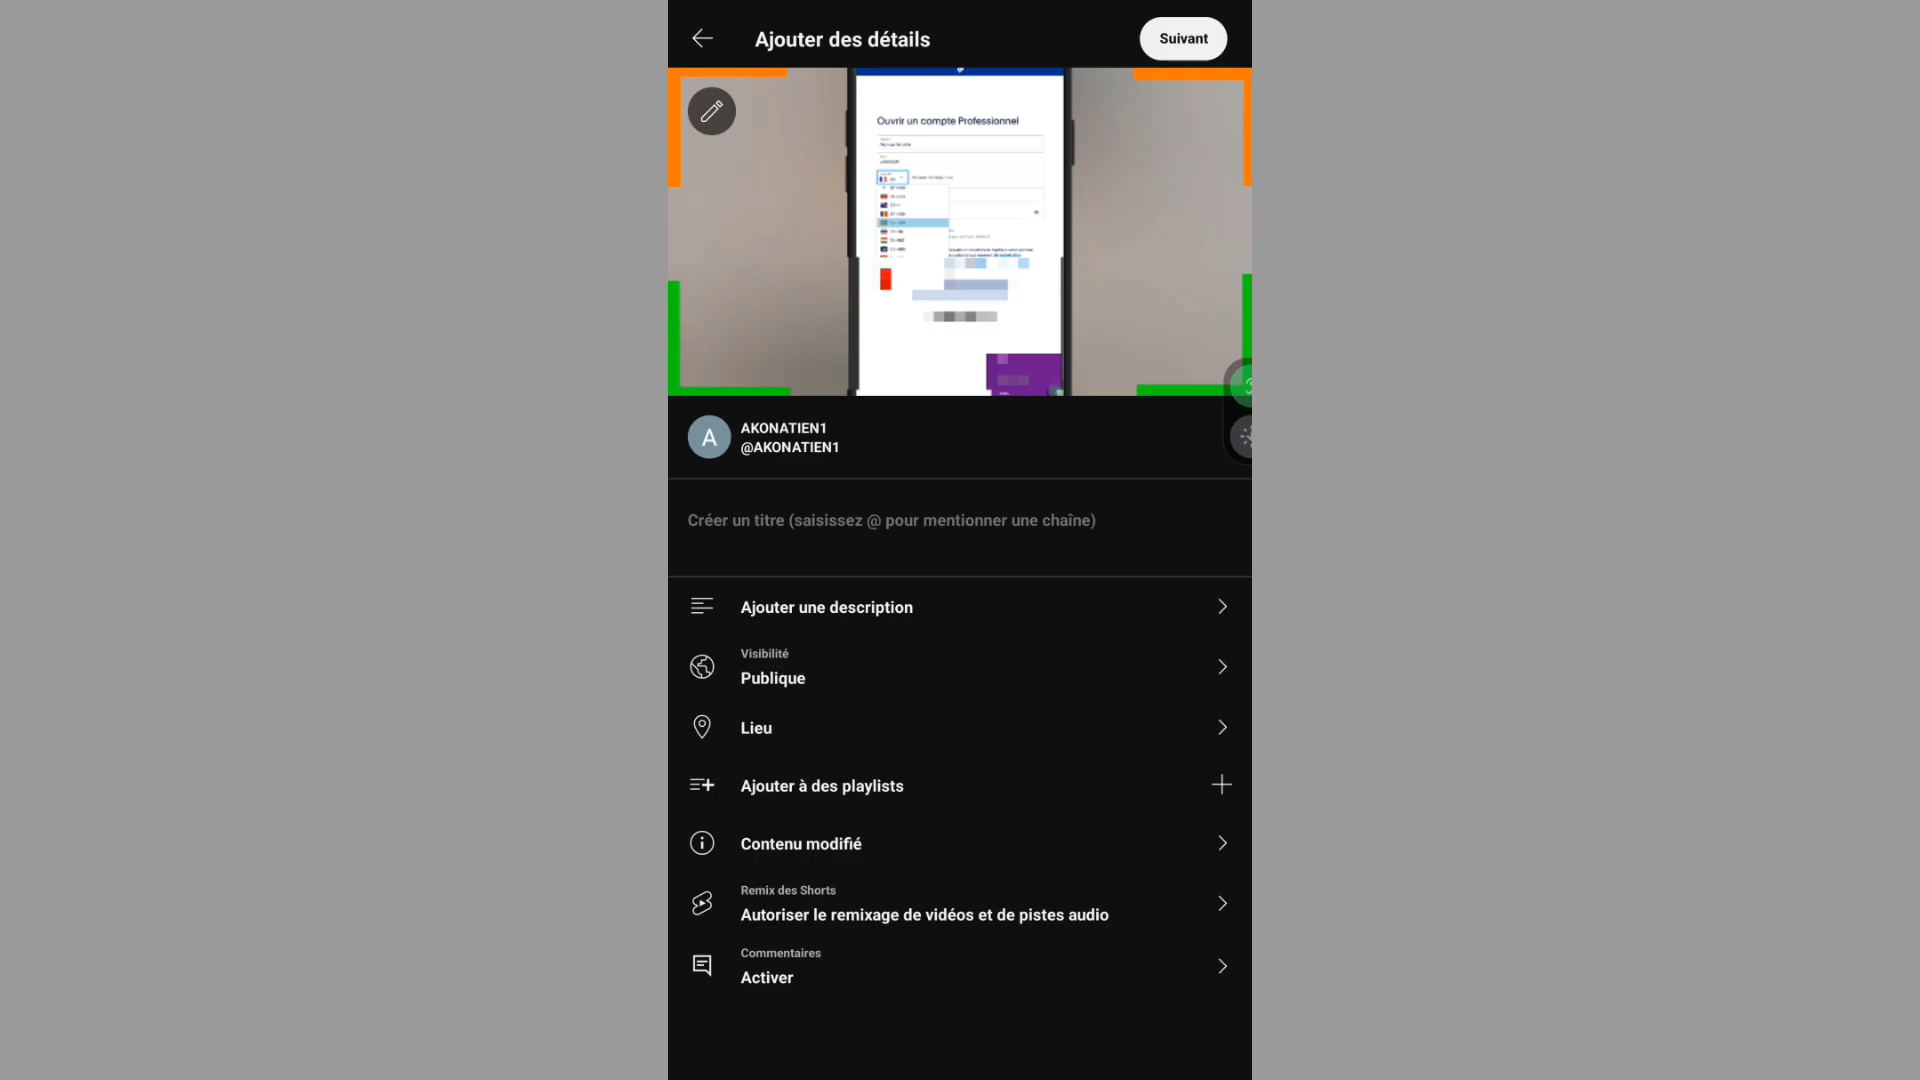 Ajouter des détails
Suivant
Ouvrir un compte Professionnel
A
AKONATIEN1
@AKONATIEN1
Créer un titre (saisissez @ pour mentionner une chaîne)
Ajouter une description
Visibilité
Publique
Lieu
Ajouter à des playlists
Contenu modifié
Remix des Shorts
Autoriser le remixage de vidéos et de pistes audio
Commentaires
Activer